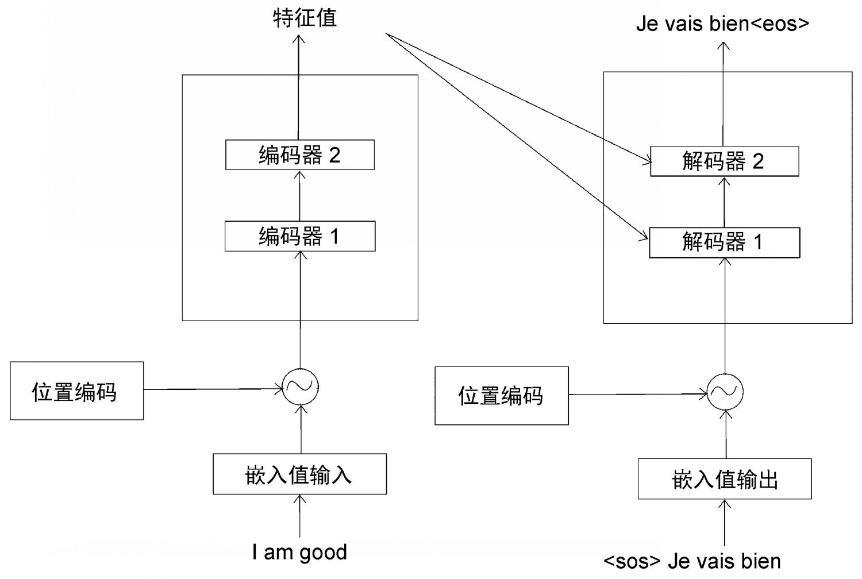 特征值
编码器 2
编码器 1
位置编码
嵌入值输入
I am good
Je vais bien<eos>
解码器 2
解码器 1
位置编码
嵌入值输出
<sos> Je vais bien